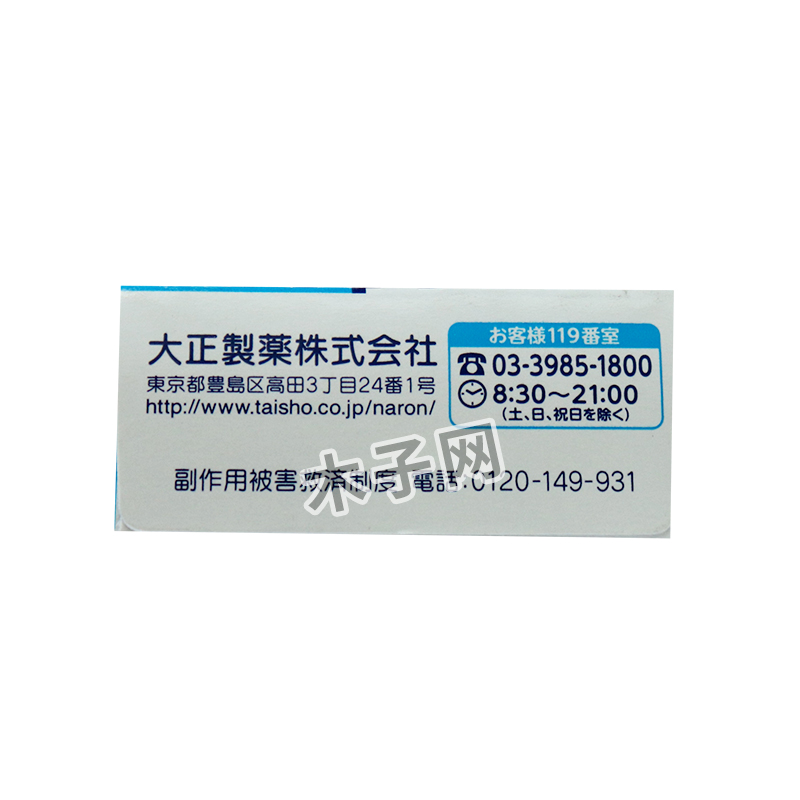 大正製薬株式会社
東京都豊島区高田3丁目24番1号
http://www.taisho.co.jp/naron/
お客様119番室
☎ 03-3985-1800
8:30〜21:00
(土、日、祝日を除く)
副作用被害救済制度 電話:0120-149-931
木子网